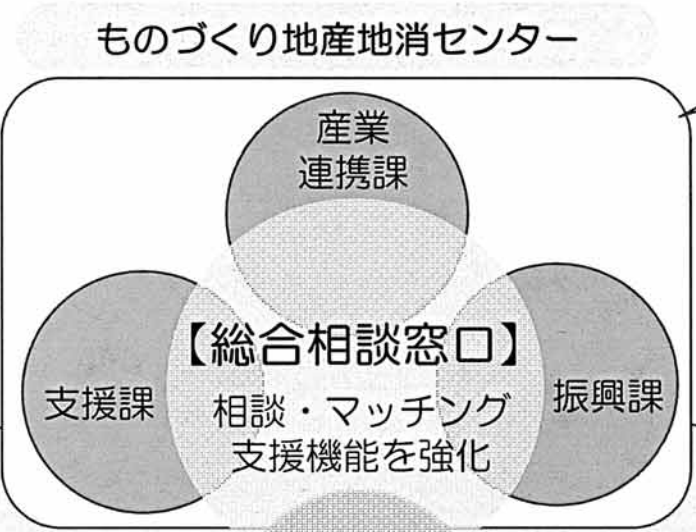 ものづくり地産地消センター
産業
連携課
【総合相談窓口】
支援課
相談・マッチング
支援機能を強化
振興課